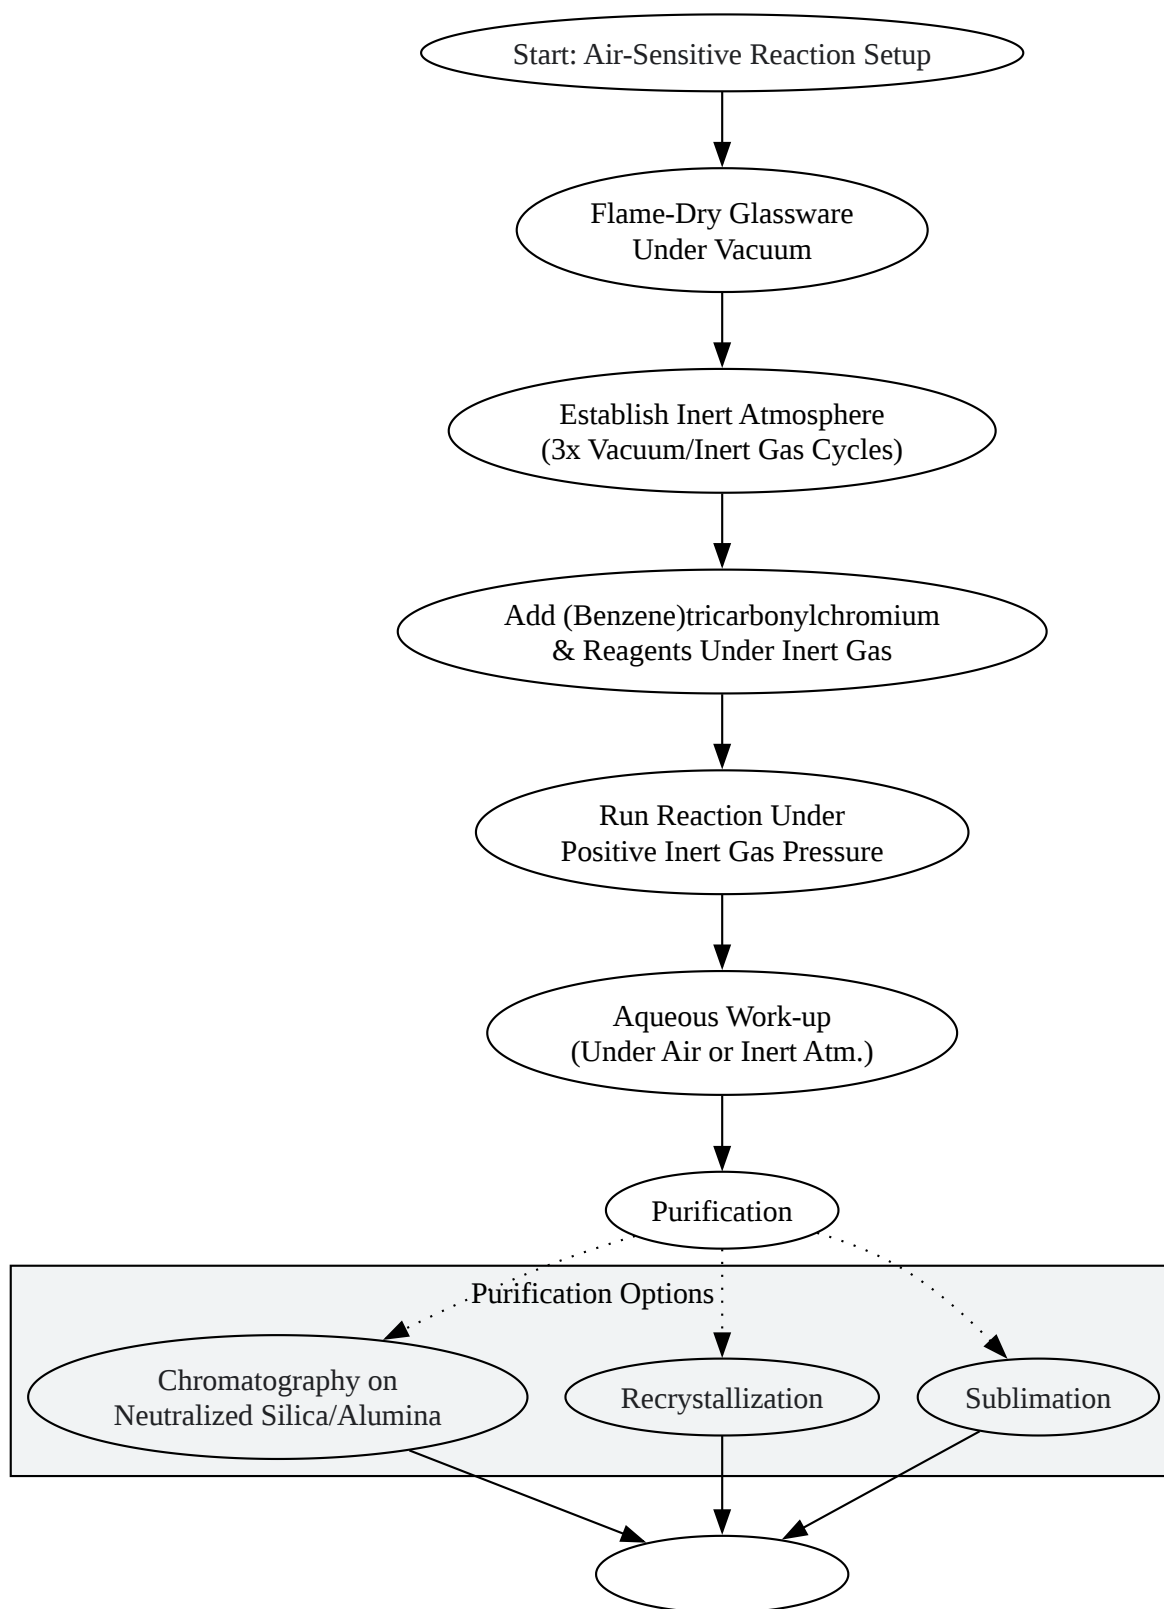 Start: Air-Sensitive Reaction Setup
Flame-Dry Glassware
Under Vacuum
Establish Inert Atmosphere
(3x Vacuum/Inert Gas Cycles)
Add (Benzene)tricarbonylchromium
& Reagents Under Inert Gas
Run Reaction Under
Positive Inert Gas Pressure
Aqueous Work-up
(Under Air or Inert Atm.)
Purification
Purification Options
Chromatography on
Neutralized Silica/Alumina
Recrystallization
Sublimation